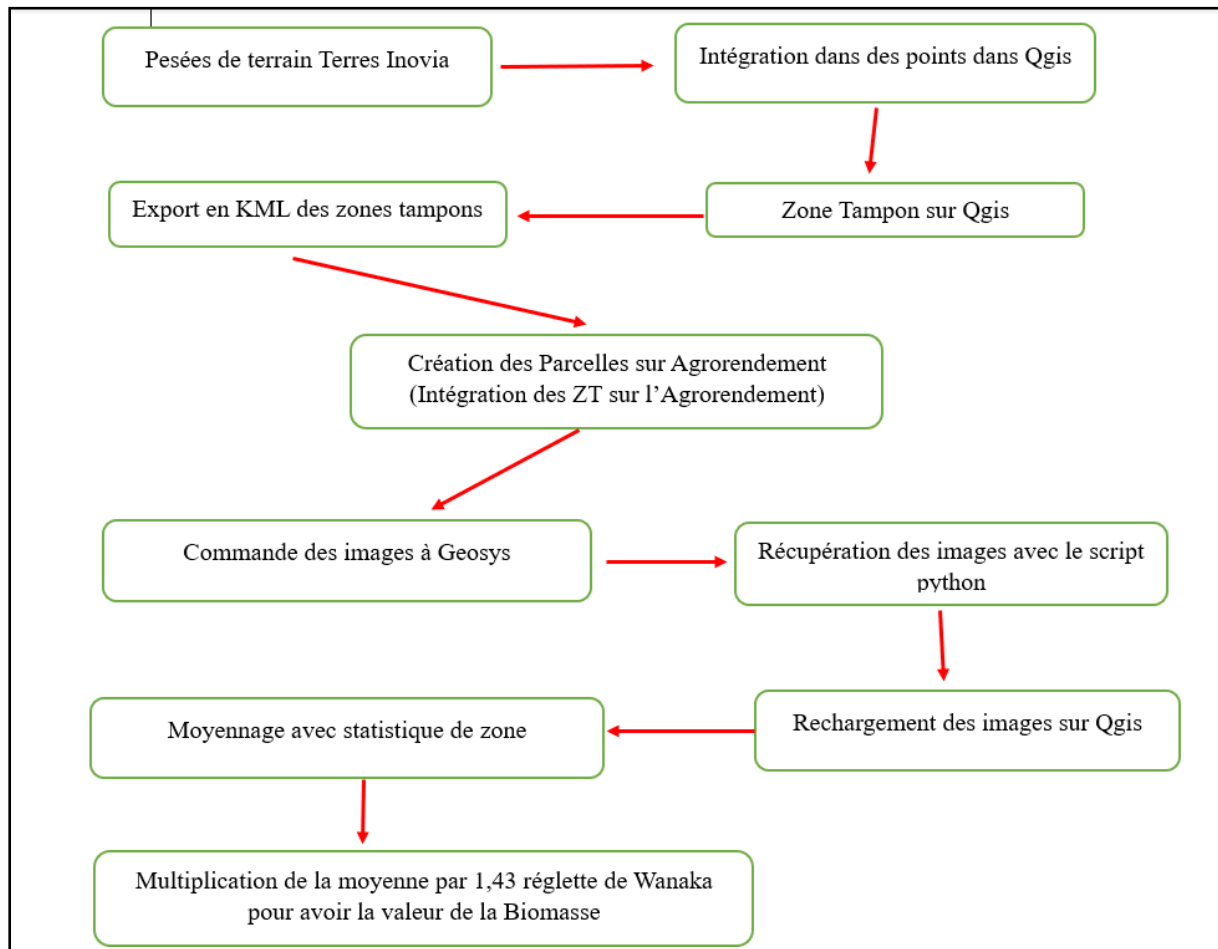 Pesées de terrain Terres Inovia
Intégration dans des points dans Qgis
Zone Tampon sur Qgis
Export en KML des zones tampons
Création des Parcelles sur Agrorendement
(Intégration des ZT sur l’Agrorendement)
Commande des images à Geosys
Récupération des images avec le script
python
Rechargement des images sur Qgis
Moyennage avec statistique de zone
Multiplication de la moyenne par 1,43 réglette de Wanaka
pour avoir la valeur de la Biomasse